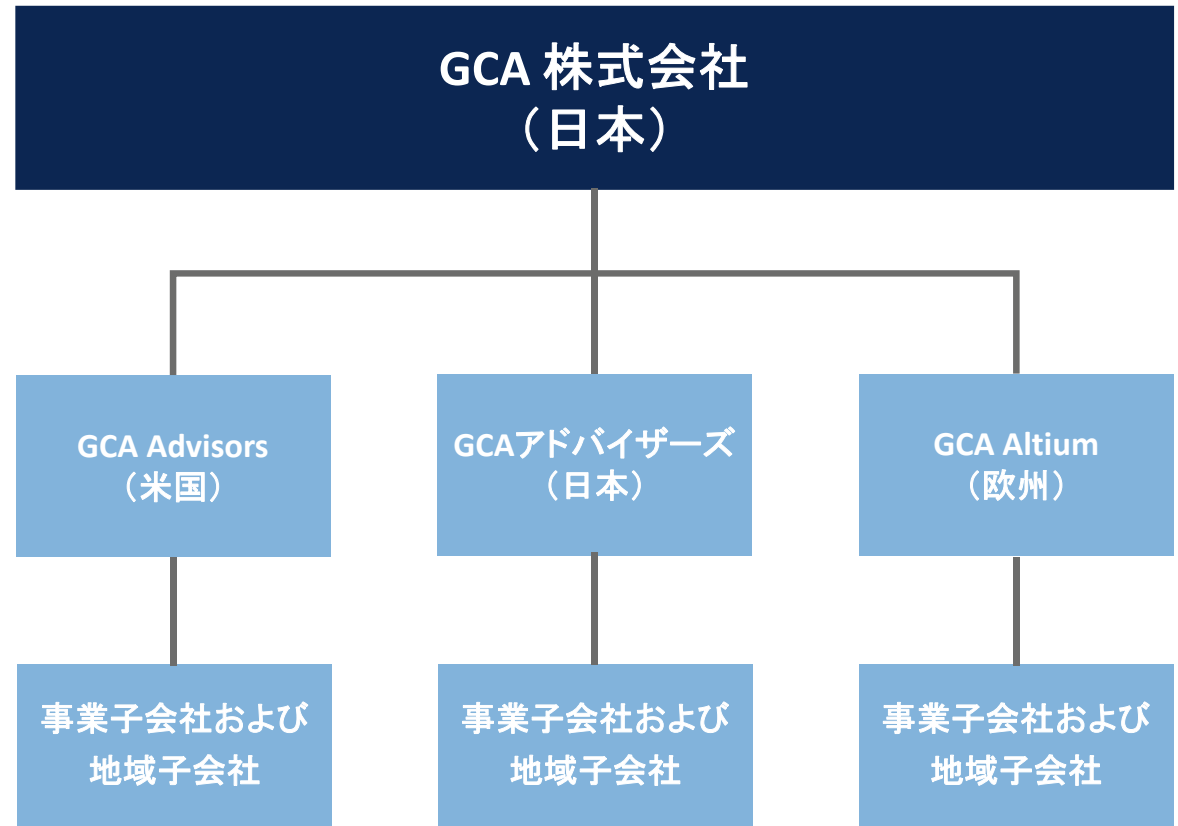 GCA 株式会社
（日本）
GCA Advisors
（米国）
GCAアドバイザーズ
（日本）
GCA Altium
（欧州）
事業子会社および
地域子会社
事業子会社および
地域子会社
事業子会社および
地域子会社